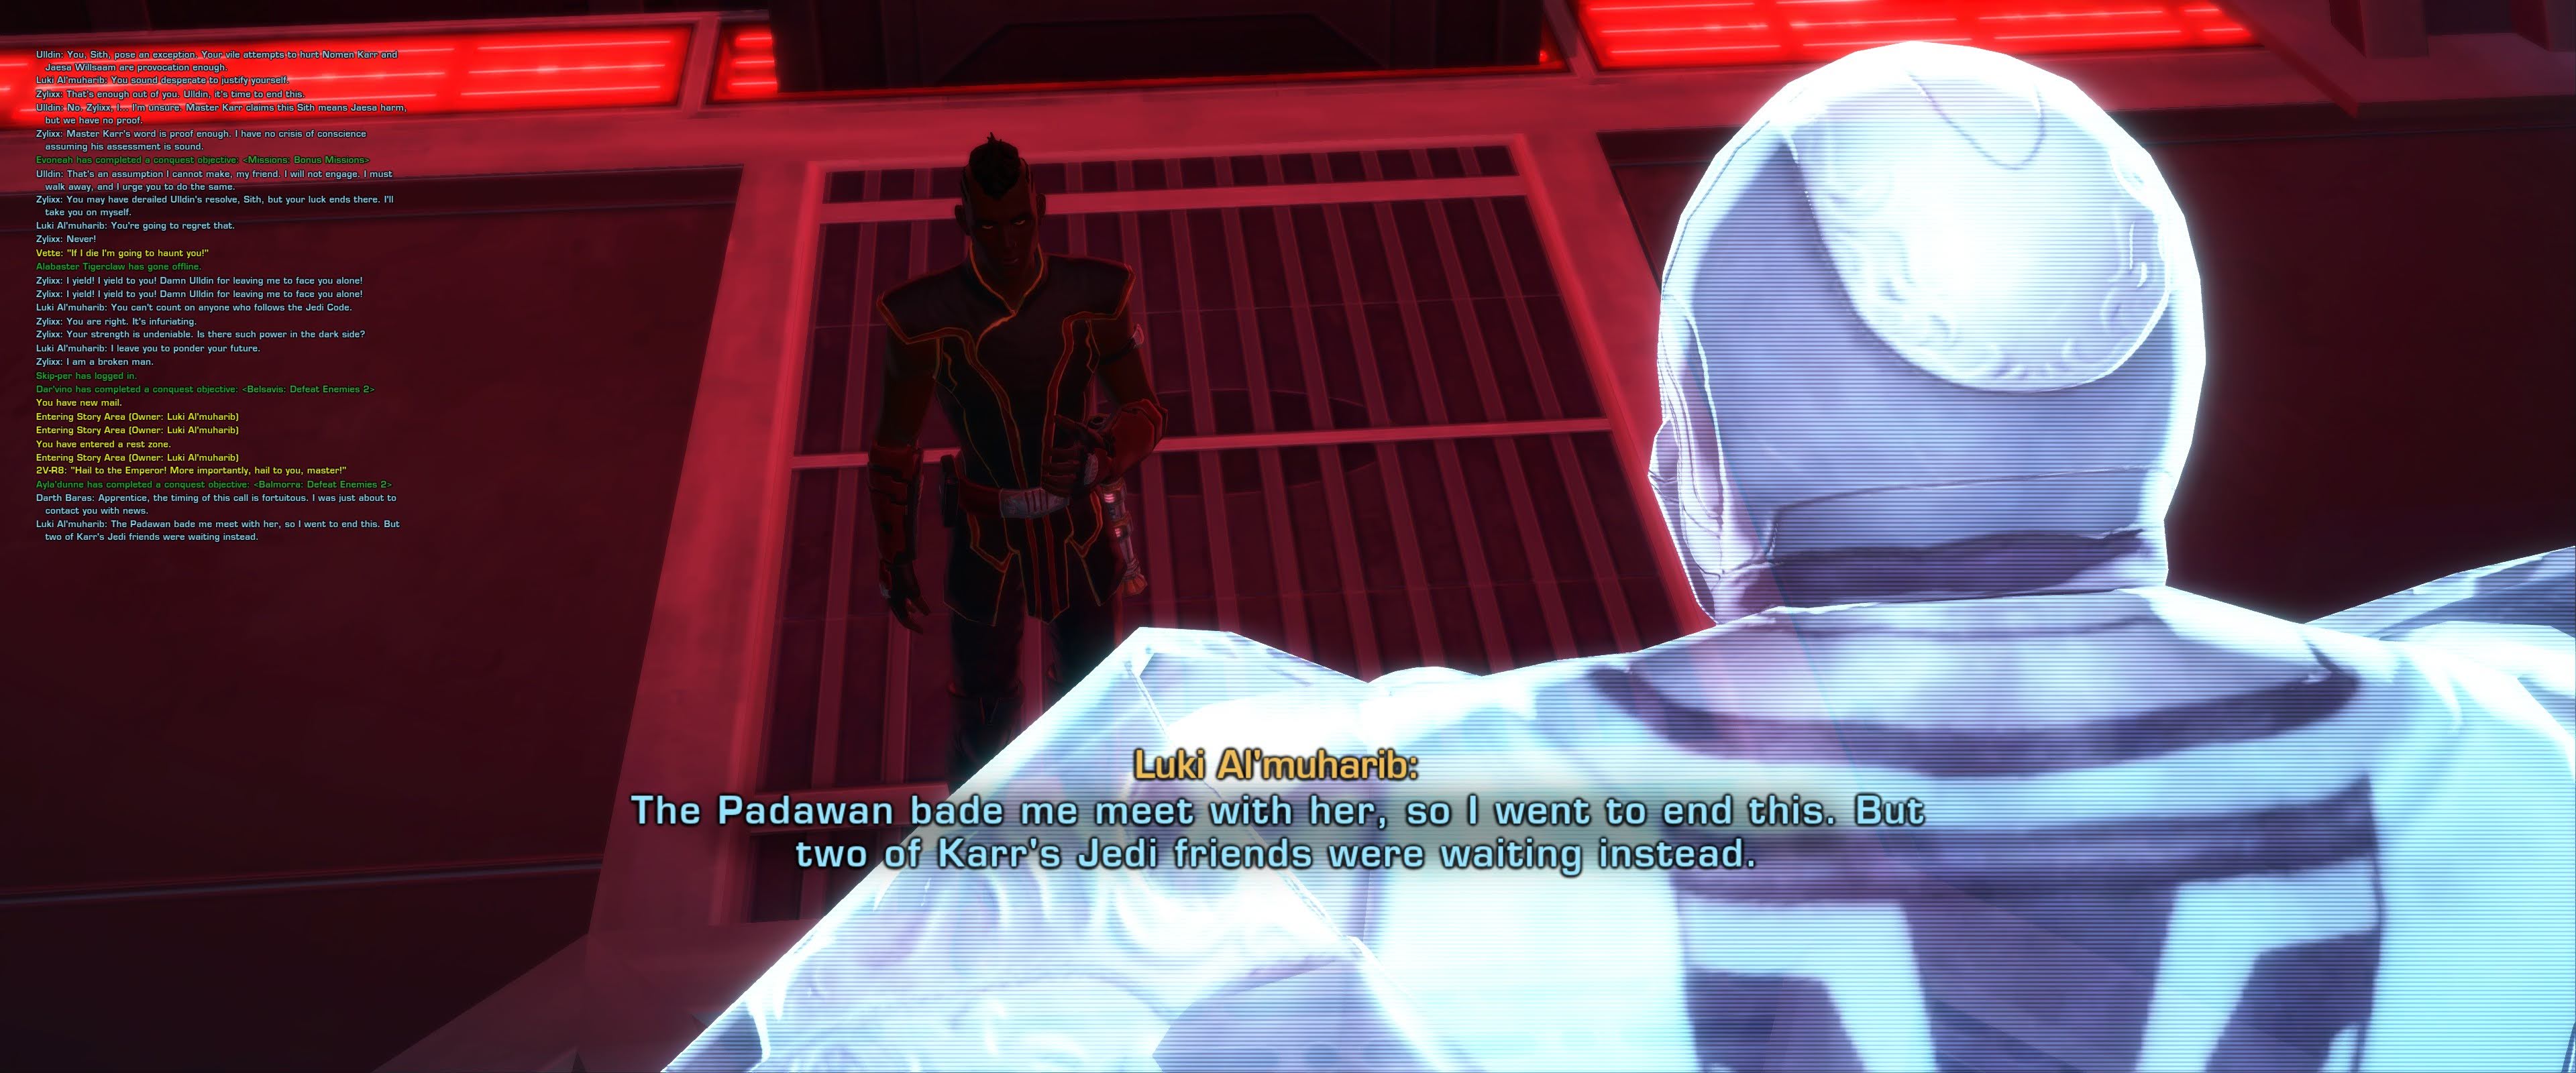 Ulldin: You, Sith, pose an exception. Your vile attempts to hurt Nomen Karr and
Jaesa Willsaam are provocation enough.
Luki Al'muharib: You sound desperate to justify yourself.
Zylixx: That's enough out of you. Ulldin, it's time to end this.
Ulldin: No, Zylixx, I... I'm unsure. Master Karr claims this Sith means Jaesa harm,
but we have no proof.
Zylixx: Master Karr's word is proof enough. I have no crisis of conscience
assuming his assessment is sound.
Evoneah has completed a conquest objective: <Missions: Bonus Missions>
Ulldin: That's an assumption I cannot make, my friend. I will not engage. I must
walk away, and I urge you to do the same.
Zylixx: You may have derailed Ulldin's resolve, Sith, but your luck ends there. I'll
take you on myself.
Luki Al'muharib: You're going to regret that.
Zylixx: Never!
Vette: "If I die I'm going to haunt you!"
Alabaster Tigerclaw has gone offline.
Zylixx: I yield! I yield to you! Damn Ulldin for leaving me to face you alone!
Zylixx: I yield! I yield to you! Damn Ulldin for leaving me to face you alone!
Luki Al'muharib: You can't count on anyone who follows the Jedi Code.
Zylixx: You are right. It's infuriating.
Zylixx: Your strength is undeniable. Is there such power in the dark side?
Luki Al'muharib: I leave you to ponder your future.
Zylixx: I am a broken man.
Skip-per has logged in.
Dar'vino has completed a conquest objective: <Belsavis: Defeat Enemies 2>
You have new mail.
Entering Story Area (Owner: Luki Al'muharib)
Entering Story Area (Owner: Luki Al'muharib)
You have entered a rest zone.
Entering Story Area (Owner: Luki Al'muharib)
2V-R8: "Hail to the Emperor! More importantly, hail to you, master!"
Ayla'dunne has completed a conquest objective: <Balmorra: Defeat Enemies 2>
Darth Baras: Apprentice, the timing of this call is fortuitous. I was just about to
contact you with news.
Luki Al'muharib: The Padawan bade me meet with her, so I went to end this. But
two of Karr's Jedi friends were waiting instead.
Luki Al'muharib:
The Padawan bade me meet with her, so I went to end this. But
two of Karr's Jedi friends were waiting instead.